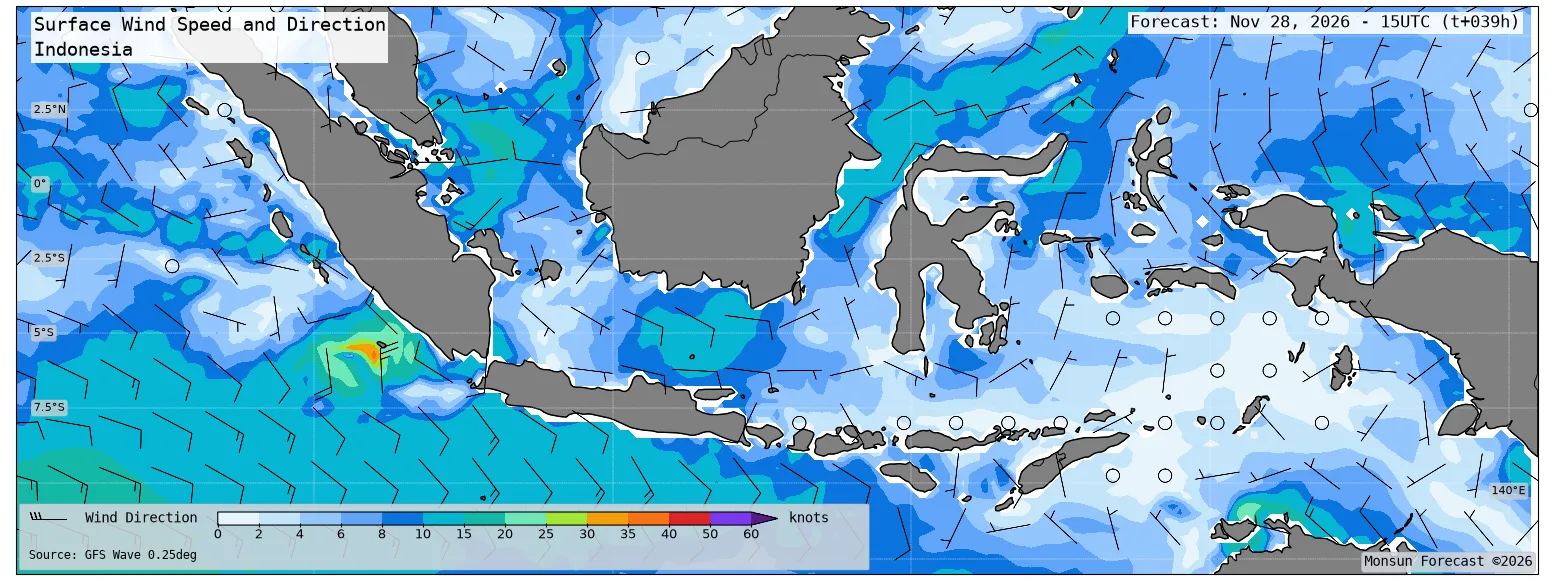 Surface Wind Speed and Direction
Indonesia
Forecast: Nov 28, 2026 - 15UTC (t+039h)
2.5°N
0°
2.5°S
5°S
7.5°S
140°E
Wind Direction
0 2 4 6 8 10 15 20 25 30 35 40 50 60
knots
Source: GFS Wave 0.25deg
Monsun Forecast ©2026